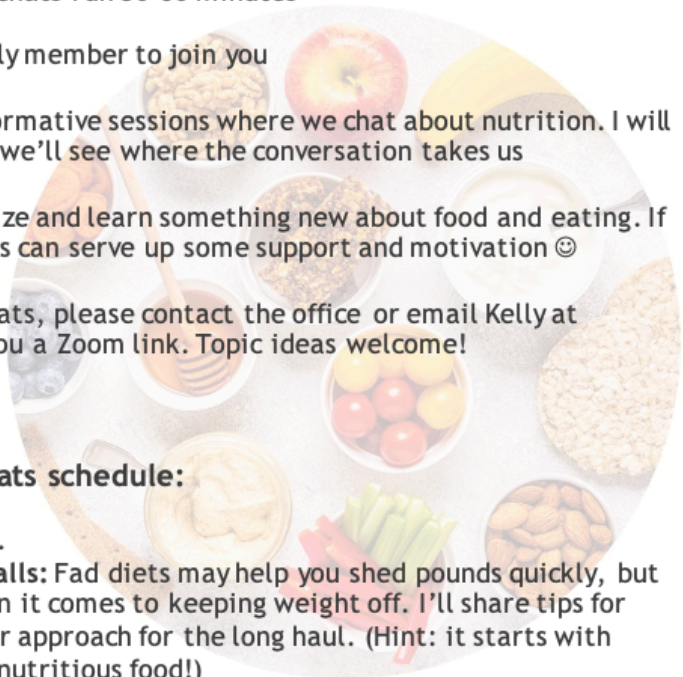 ly member to join you
ormative sessions where we chat about nutrition. I will
we’ll see where the conversation takes us
ze and learn something new about food and eating. If
s can serve up some support and motivation ☺
ats, please contact the office or email Kelly at
ou a Zoom link. Topic ideas welcome!
ats schedule:
.
alls: Fad diets may help you shed pounds quickly, but
n it comes to keeping weight off. I’ll share tips for
r approach for the long haul. (Hint: it starts with
nutritious food!)